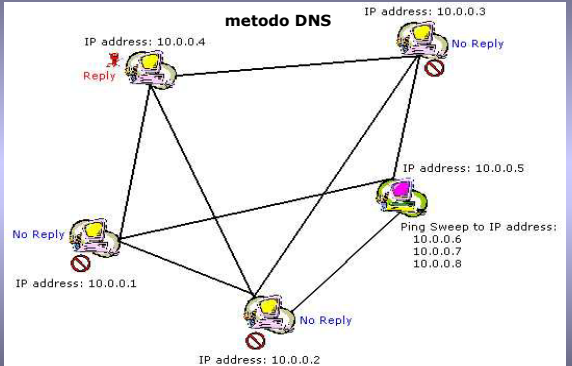 metodo DNS
IP address: 10.0.0.3
IP address: 10.0.0.4
No Reply
Reply
IP address: 10.0.0.5
Ping Sweep to IP address:
10.0.0.6
10.0.0.7
10.0.0.8
No Reply
IP address: 10.0.0.1
No Reply
IP address: 10.0.0.2